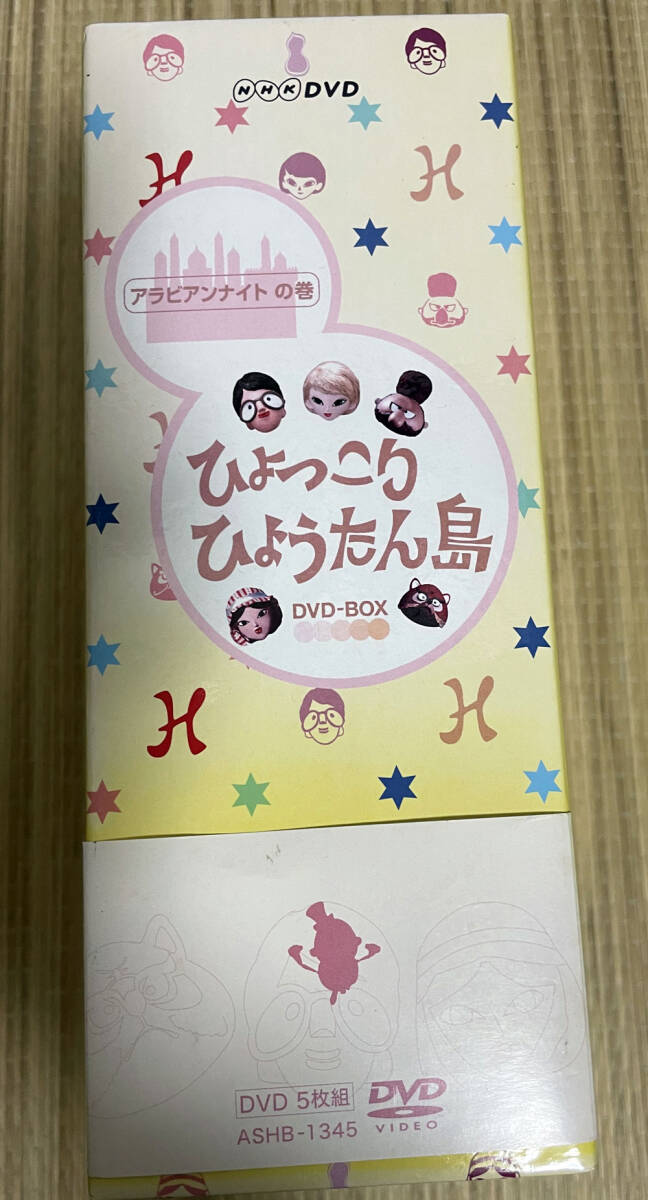 NHK DVD
H
H
アラビアンナイト の巻
ひょっこり
ひょうたん島
DVD-BOX
H
H
DVD 5枚組
DVD
VIDEO
ASHB-1345